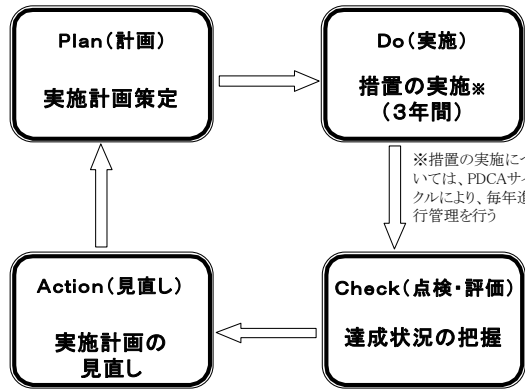 Plan（計画）
実施計画策定
Do（実施）
措置の実施※
（３年間）
※措置の実施につ
いては、PDCAサイ
クルにより、毎年進
行管理を行う
Action（見直し）
実施計画の
見直し
Check（点検・評価）
達成状況の把握